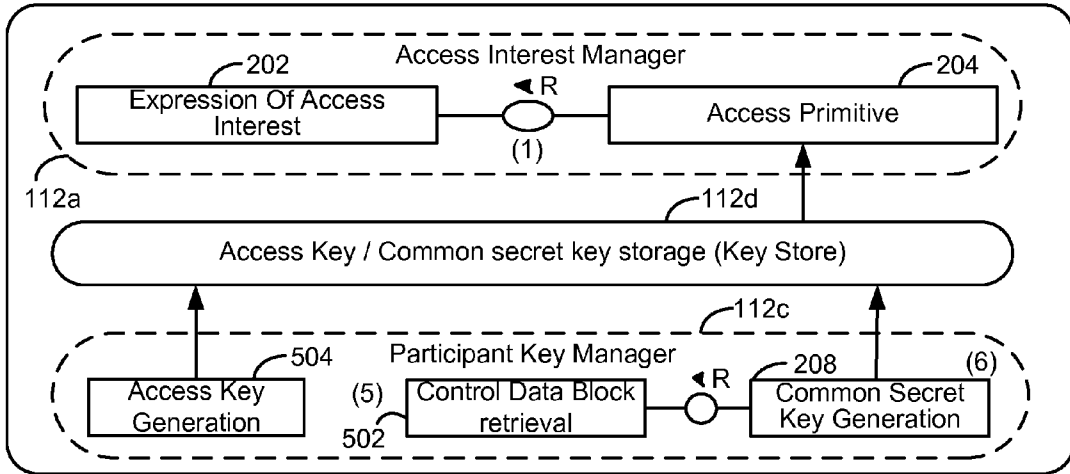 Access Interest Manager
202
R
204
Expression Of Access
Interest
Access Primitive
(1)
112a
112d
Access Key / Common secret key storage (Key Store)
112c
Participant Key Manager
504
208
(6)
R
Access Key
Generation
(5)
502
Control Data Block
retrieval
Common Secret
Key Generation